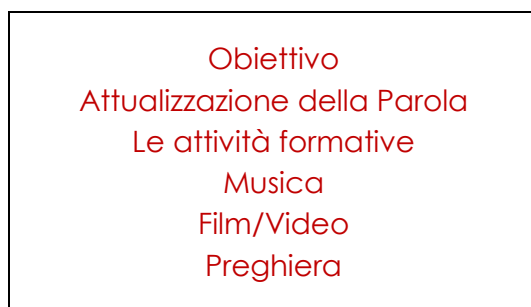 Obiettivo
Attualizzazione della Parola
Le attività formative
Musica
Film/Video
Preghiera